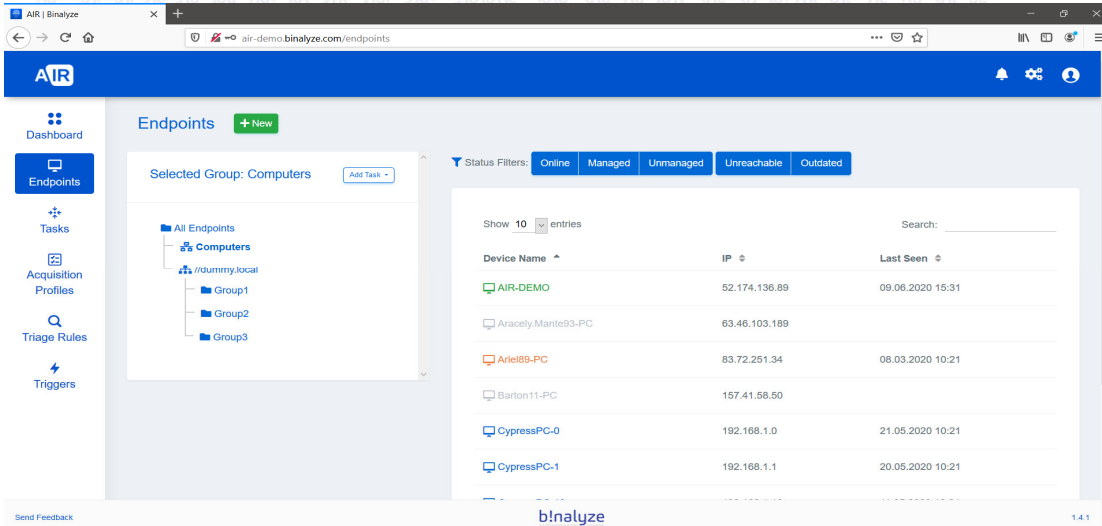 AIR | Binalyze
air-demo.binalyze.com/endpoints
AIR
Dashboard
Endpoints
Tasks
Acquisition
Profiles
Triage Rules
Triggers
Endpoints
+ New
Selected Group: Computers
Add Task
All Endpoints
Computers
//dummy.local
Group1
Group2
Group3
Status Filters: Online Managed Unmanaged Unreachable Outdated
Show 10 entries
Search:
Device Name IP Last Seen
AIR-DEMO 52.174.136.89 09.06.2020 15:31
Aracely.Mante93-PC 63.46.103.189
Ariel89-PC 83.72.251.34 08.03.2020 10:21
Barton11-PC 157.41.58.50
CypressPC-0 192.168.1.0 21.05.2020 10:21
CypressPC-1 192.168.1.1 20.05.2020 10:21
Send Feedback
b!nalyze
1.4.1